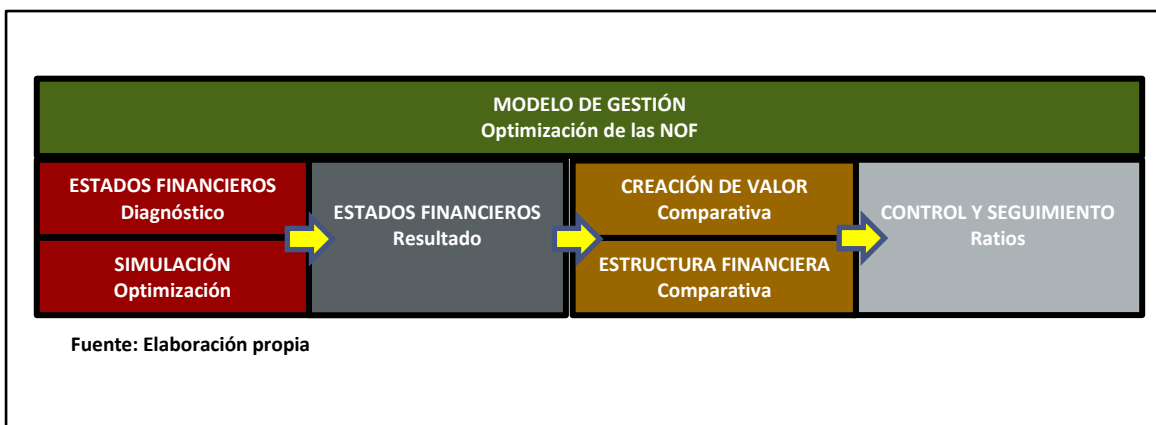 MODELO DE GESTIÓN
Optimización de las NOF
ESTADOS FINANCIEROS
Diagnóstico
SIMULACIÓN
Optimización
ESTADOS FINANCIEROS
Resultado
CREACIÓN DE VALOR
Comparativa
ESTRUCTURA FINANCIERA
Comparativa
CONTROL Y SEGUIMIENTO
Ratios
Fuente: Elaboración propia